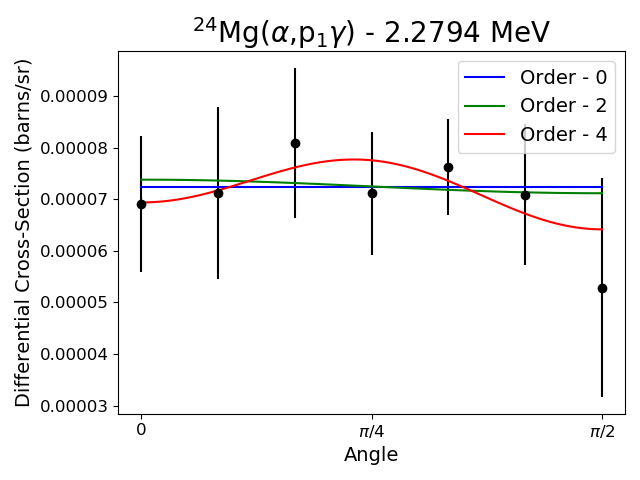 ²⁴Mg(α,p₁γ) - 2.2794 MeV
Order - 0
Order - 2
Order - 4
Differential Cross-Section (barns/sr)
0.00009
0.00008
0.00007
0.00006
0.00005
0.00004
0.00003
0
π/4
π/2
Angle